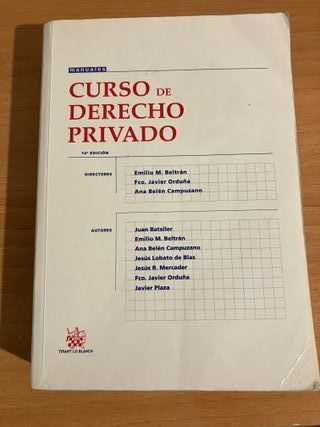 manuales
CURSO DE
DERECHO
PRIVADO
14ª EDICIÓN
DIRECTORES
Emilio M. Beltrán
Fco. Javier Orduña
Ana Belén Campuzano
AUTORES
Juan Bataller
Emilio M. Beltrán
Ana Belén Campuzano
Jesús Lobato de Blas
Jesús R. Mercader
Fco. Javier Orduña
Javier Plaza
TIRANT LO BLANCH